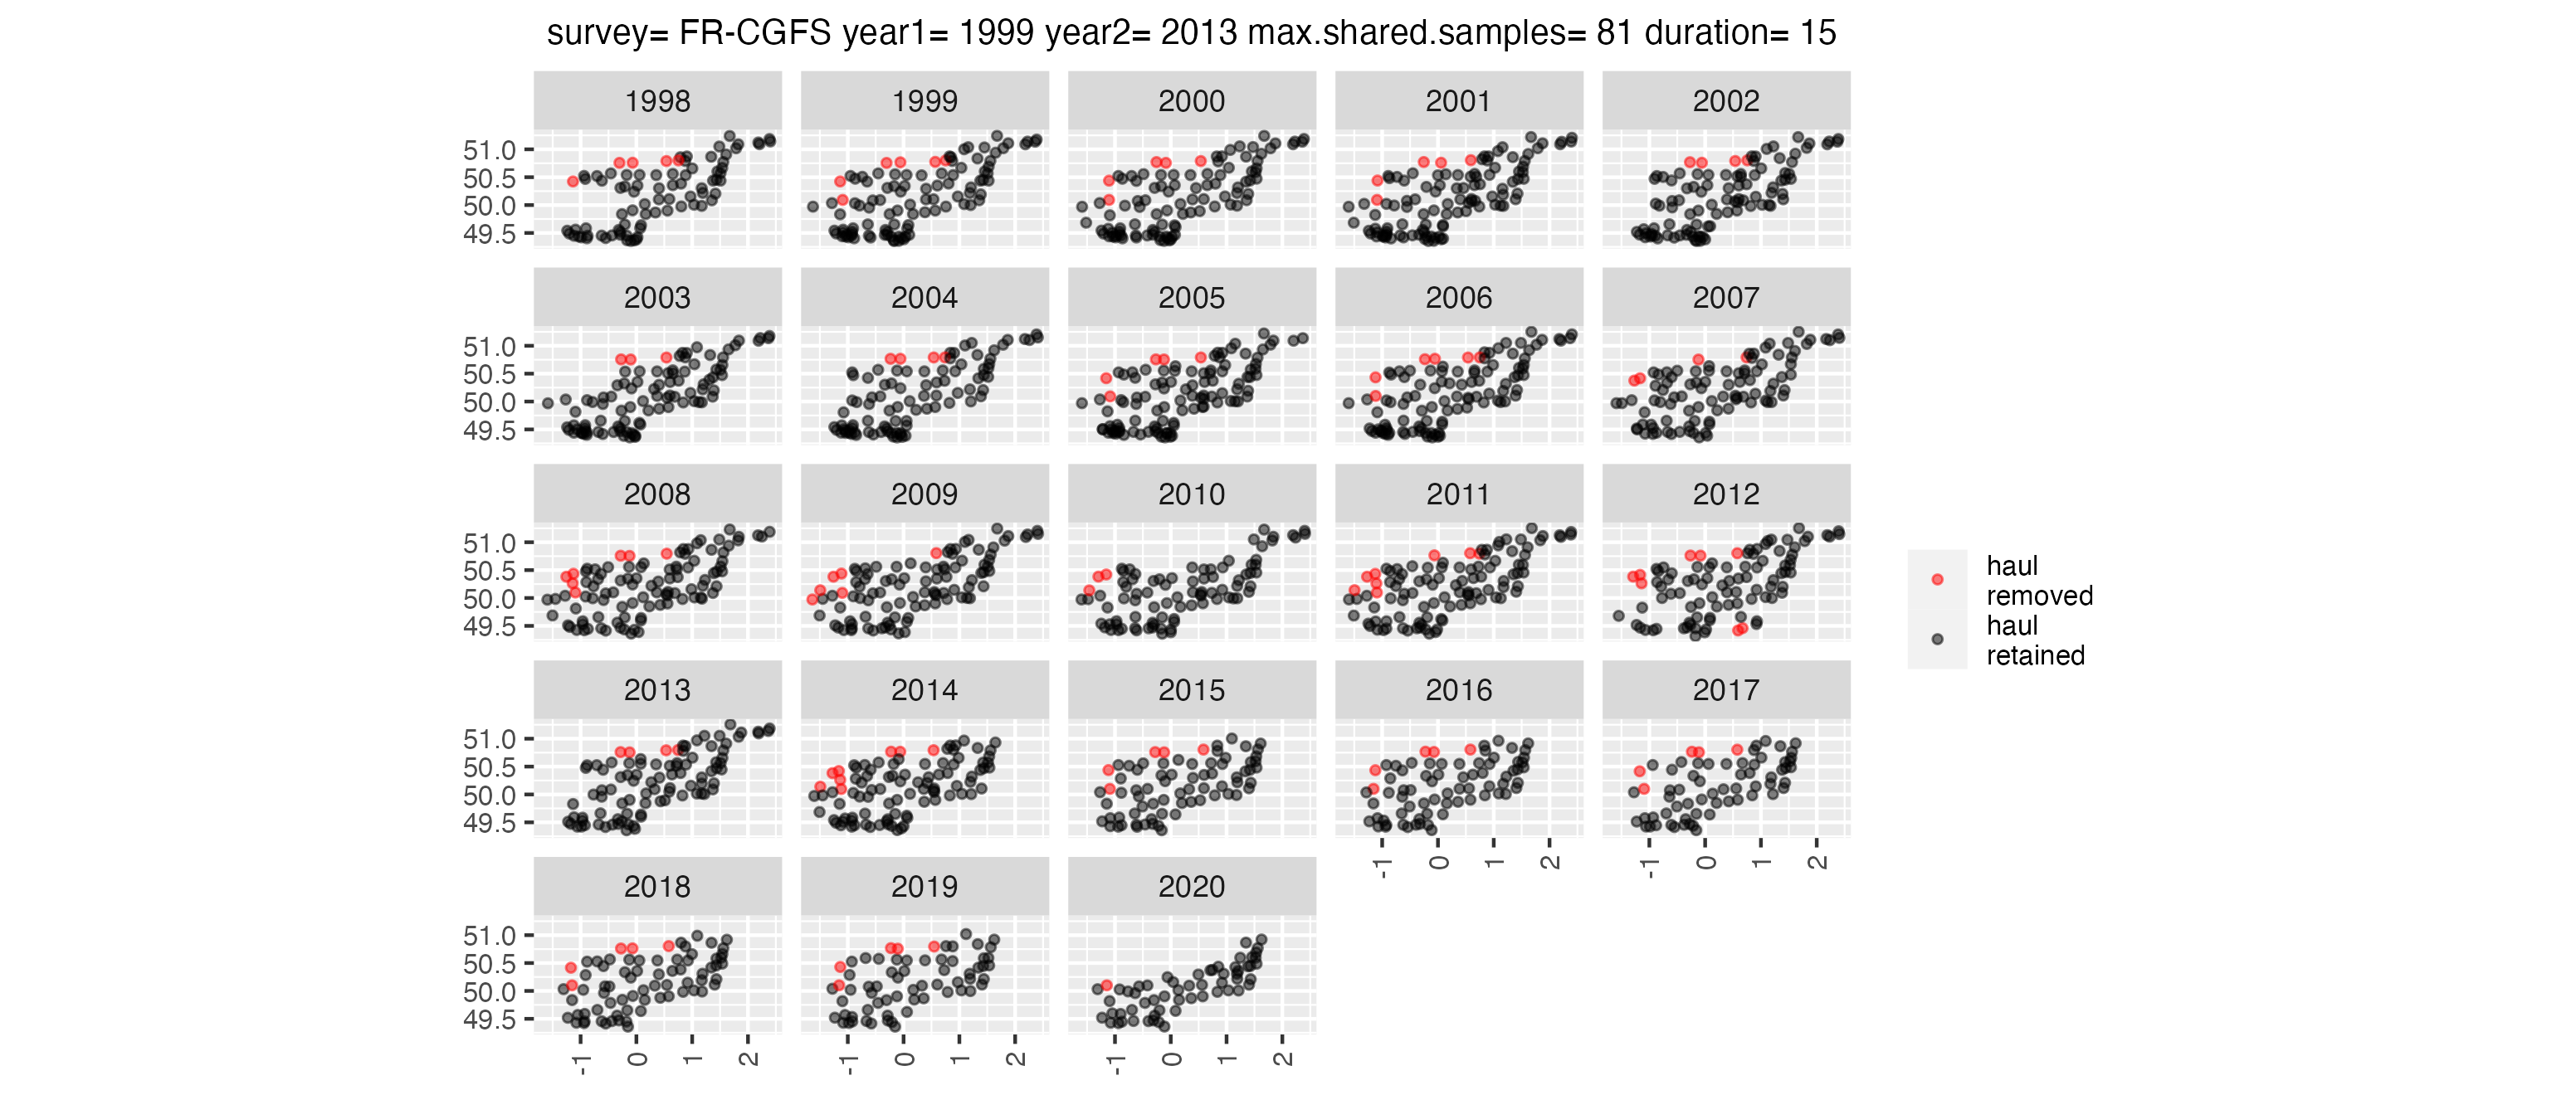 survey= FR-CGFS year1= 1999 year2= 2013 max.shared.samples= 81 duration= 15
1998 1999 2000 2001 2002
51.0
50.5
50.0
49.5
2003 2004 2005 2006 2007
51.0
50.5
50.0
49.5
2008 2009 2010 2011 2012
51.0
50.5
50.0
49.5
haul
removed
haul
retained
2013 2014 2015 2016 2017
51.0
50.5
50.0
49.5
-1 0 1 2 -1 0 1 2
2018 2019 2020
51.0
50.5
50.0
49.5
-1 0 1 2 -1 0 1 2 -1 0 1 2